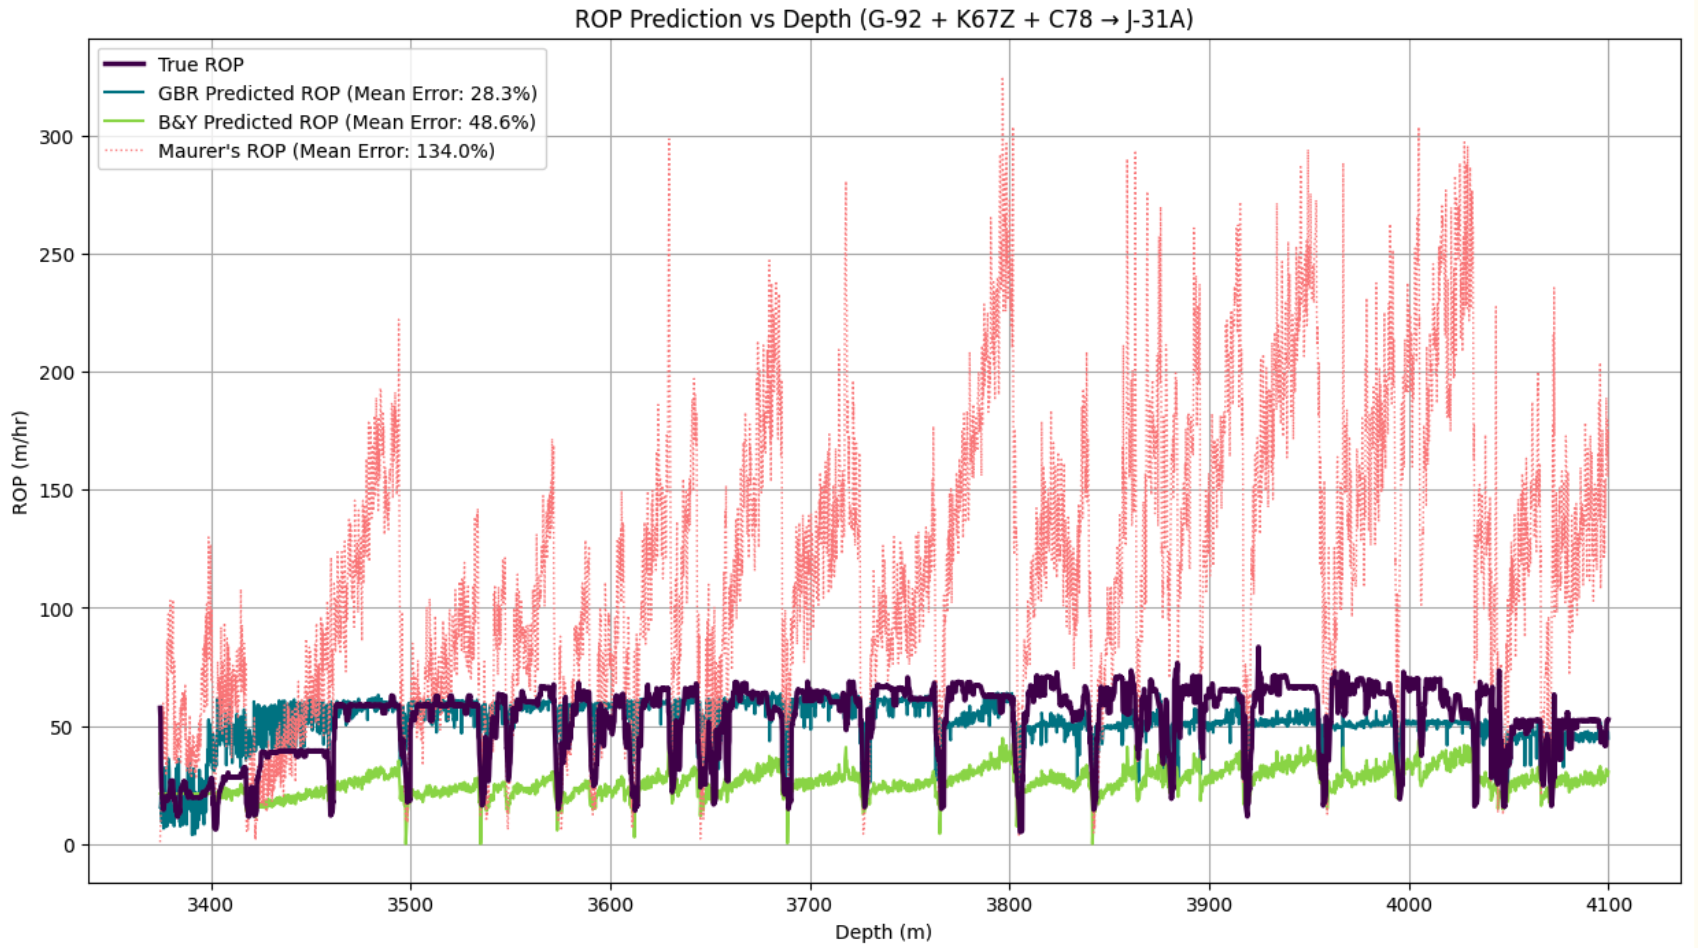 ROP Prediction vs Depth (G-92 + K67Z + C78 → J-31A)
True ROP
GBR Predicted ROP (Mean Error: 28.3%)
B&Y Predicted ROP (Mean Error: 48.6%)
Maurer's ROP (Mean Error: 134.0%)
ROP (m/hr)
300
250
200
150
100
50
0
3400 3500 3600 3700 3800 3900 4000 4100
Depth (m)